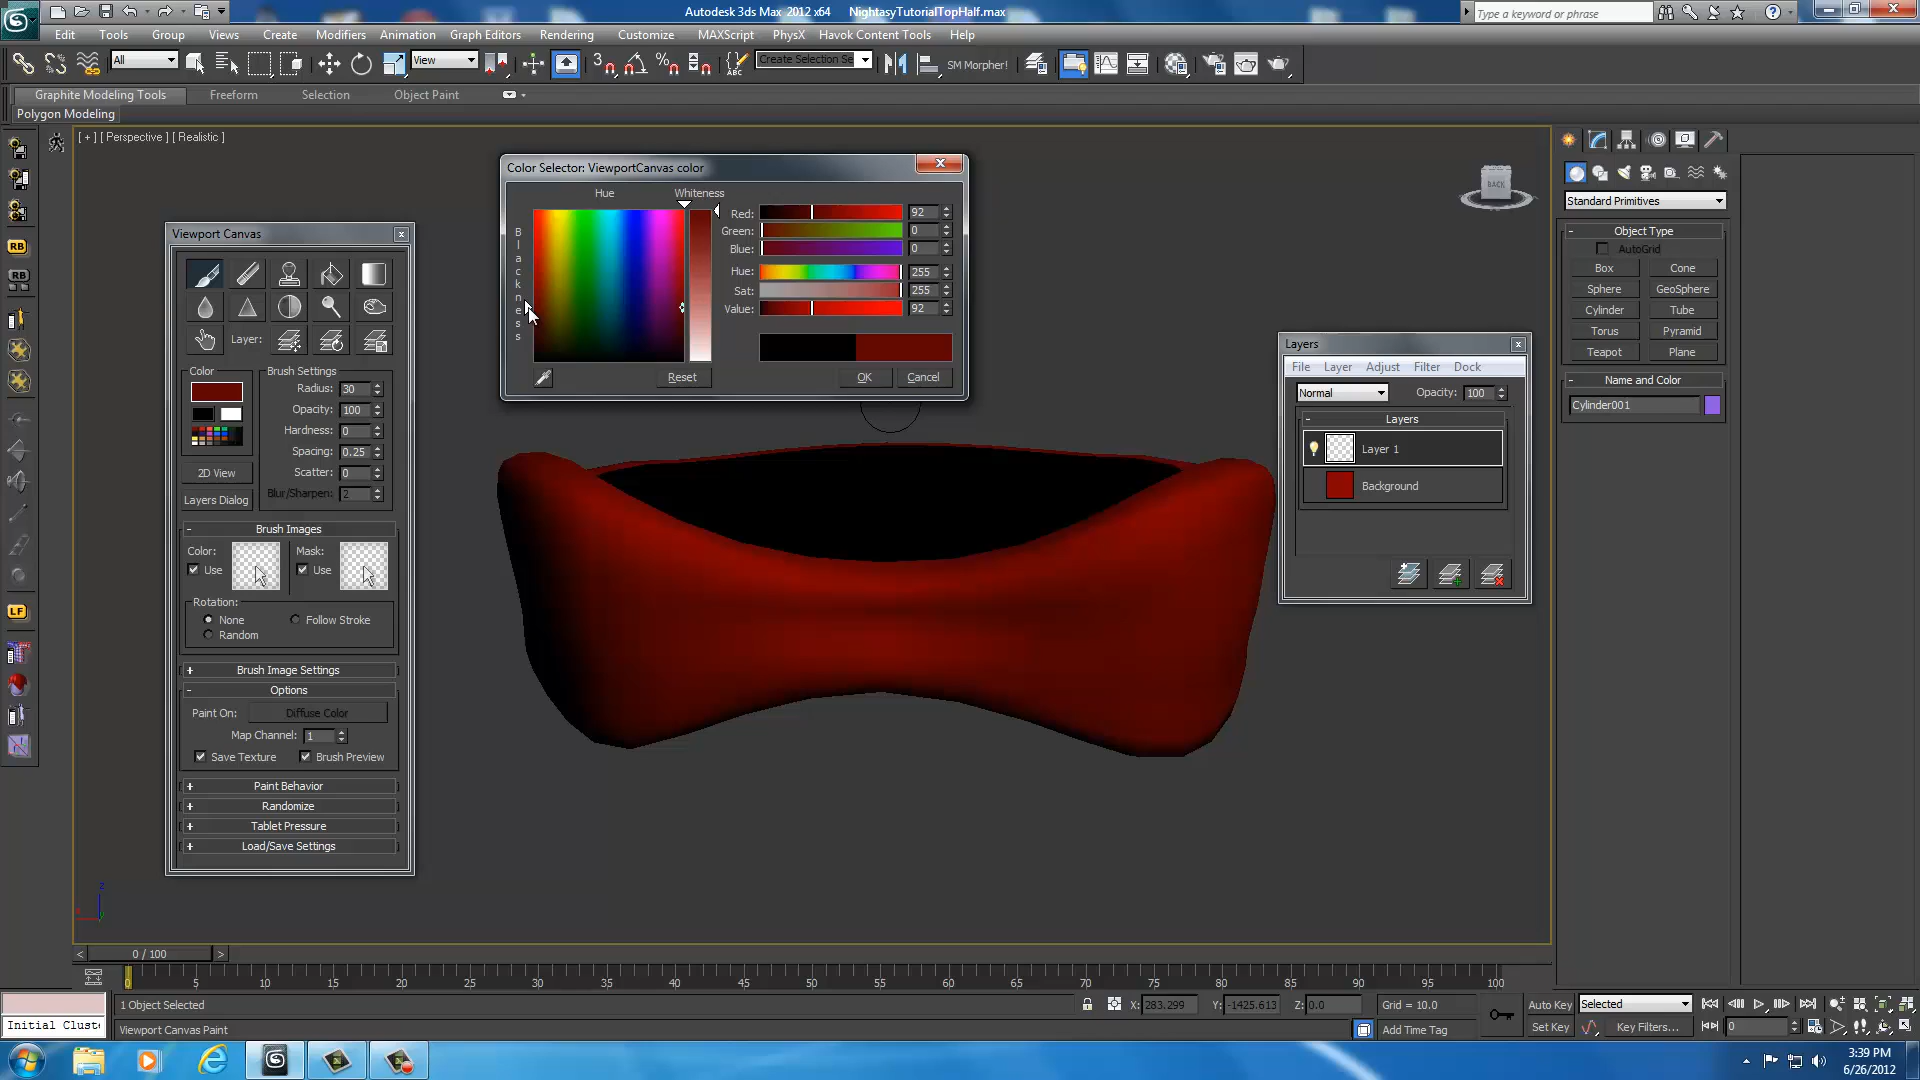 Autodesk 3ds Max 2012 x64 NightasyTutorialTopHalf.max
Type a keyword or phrase
Edit Tools Group Views Create Modifiers Animation Graph Editors Rendering Customize MAXScript PhysX Havok Content Tools Help
All
View
3
ABC
Create Selection Se
SM Morpher!
Graphite Modeling Tools Freeform Selection Object Paint
Polygon Modeling
[ + ] [ Perspective ] [ Realistic ]
BACK
RB
RB
LF
Viewport Canvas
Layer:
Color
Brush Settings
Radius: 30
Opacity: 100
Hardness: 0
Spacing: 0.25
Scatter: 0
Blur/Sharpen: 2
2D View
Layers Dialog
- Brush Images
Color: Mask:
Use Use
Rotation:
None Follow Stroke
Random
+ Brush Image Settings
- Options
Paint On: Diffuse Color
Map Channel: 1
Save Texture Brush Preview
+ Paint Behavior
+ Randomize
+ Tablet Pressure
+ Load/Save Settings
Color Selector: ViewportCanvas color
Hue Whiteness
Blackness
Red: 92
Green: 0
Blue: 0
Hue: 255
Sat: 255
Value: 92
Reset OK Cancel
Layers
File Layer Adjust Filter Dock
Normal Opacity: 100
- Layers
Layer 1
Background
Standard Primitives
- Object Type
AutoGrid
Box Cone
Sphere GeoSphere
Cylinder Tube
Torus Pyramid
Teapot Plane
- Name and Color
Cylinder001
z
x
< 0 / 100 >
0 5 10 15 20 25 30 35 40 45 50 55 60 65 70 75 80 85 90 95 100
1 Object Selected X: 283.299 Y: -1425.613 Z: 0.0 Grid = 10.0 Auto Key Selected
Initial Cluste
Viewport Canvas Paint Add Time Tag Set Key Key Filters... 0
3:39 PM
6/26/2012